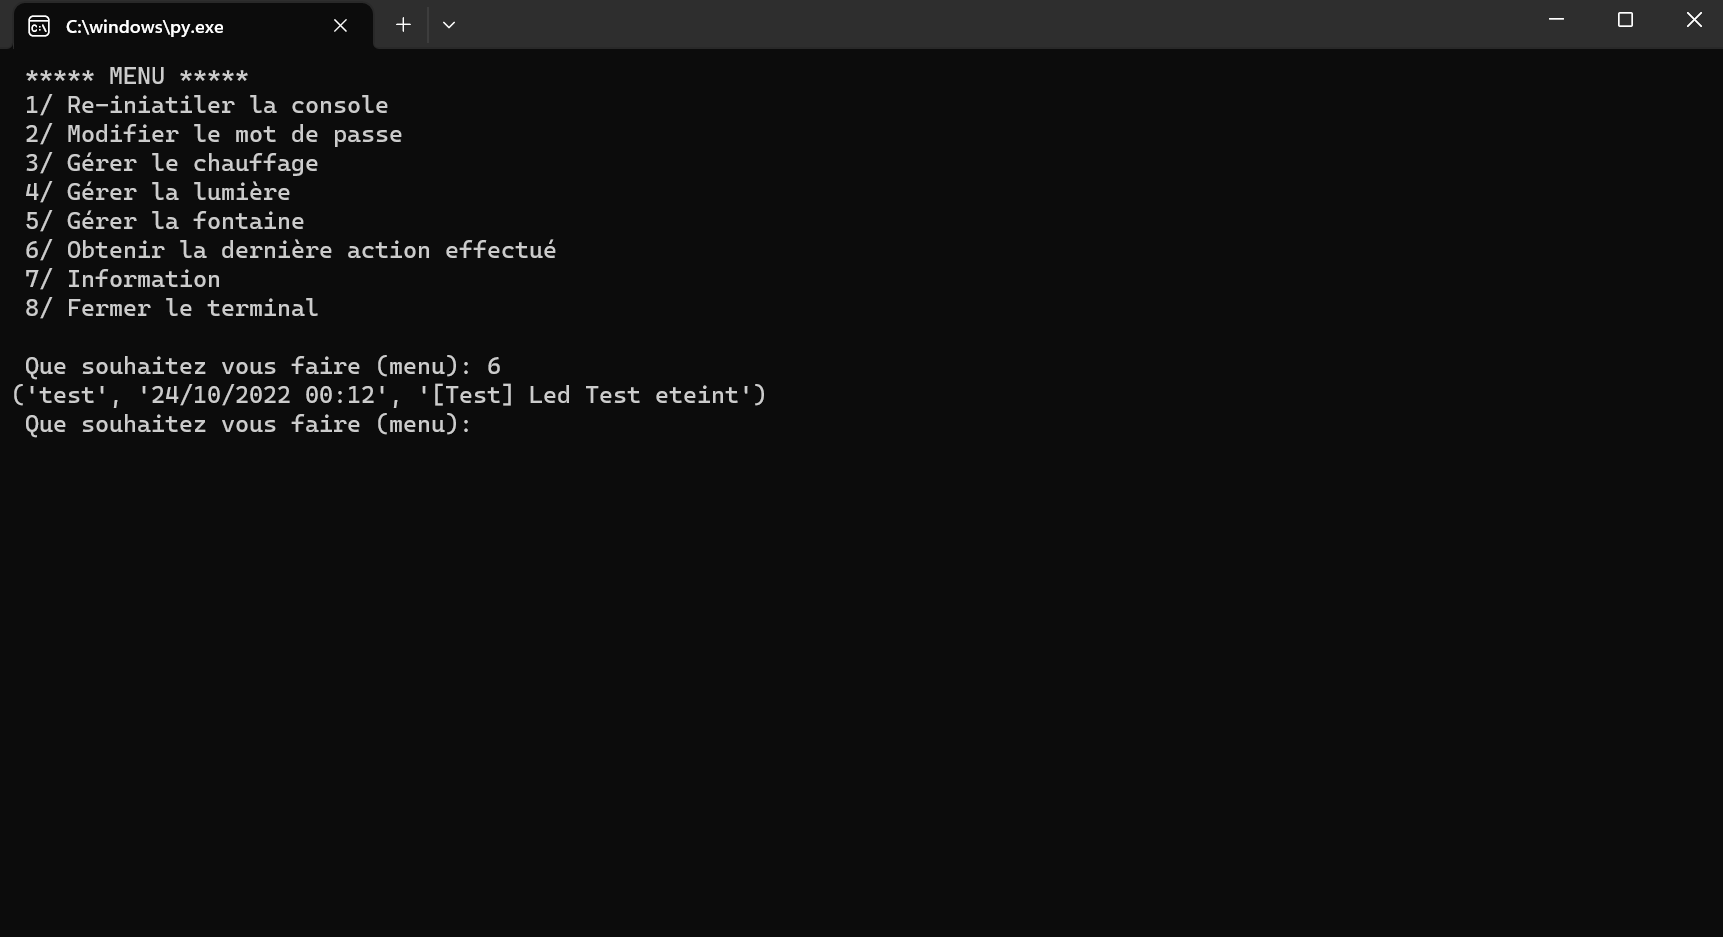 C:\windows\py.exe
***** MENU *****
1/ Re-iniatiler la console
2/ Modifier le mot de passe
3/ Gérer le chauffage
4/ Gérer la lumière
5/ Gérer la fontaine
6/ Obtenir la dernière action effectué
7/ Information
8/ Fermer le terminal
Que souhaitez vous faire (menu): 6
('test', '24/10/2022 00:12', '[Test] Led Test eteint')
Que souhaitez vous faire (menu):